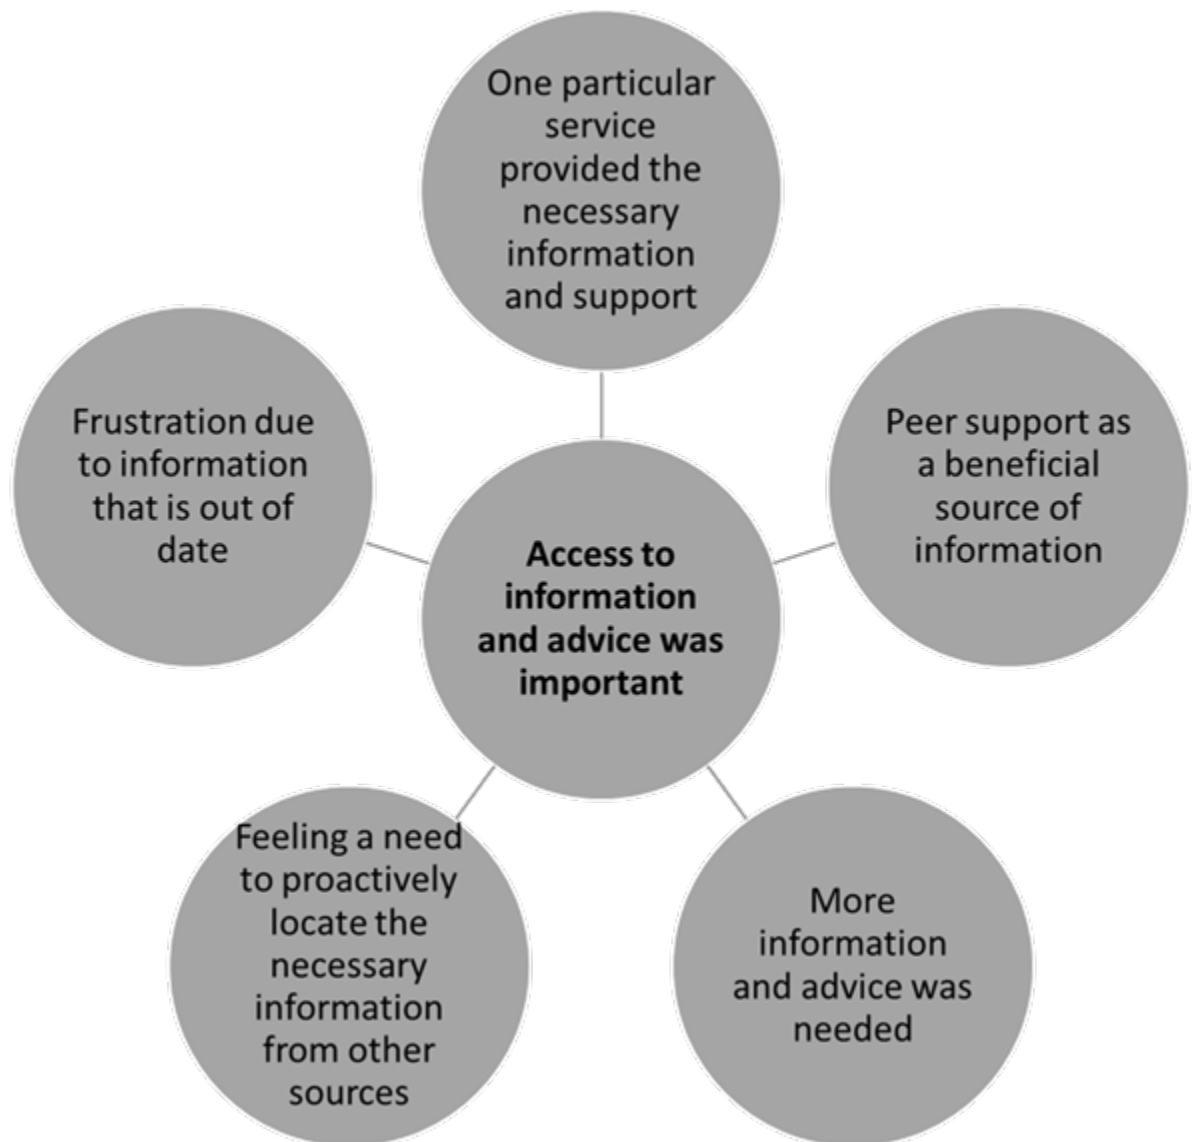 One particular
service
provided the
necessary
information
and support
Frustration due
to information
that is out of
date
Peer support as
a beneficial
source of
information
Access to
information
and advice was
important
Feeling a need
to proactively
locate the
necessary
information
from other
sources
More
information
and advice was
needed